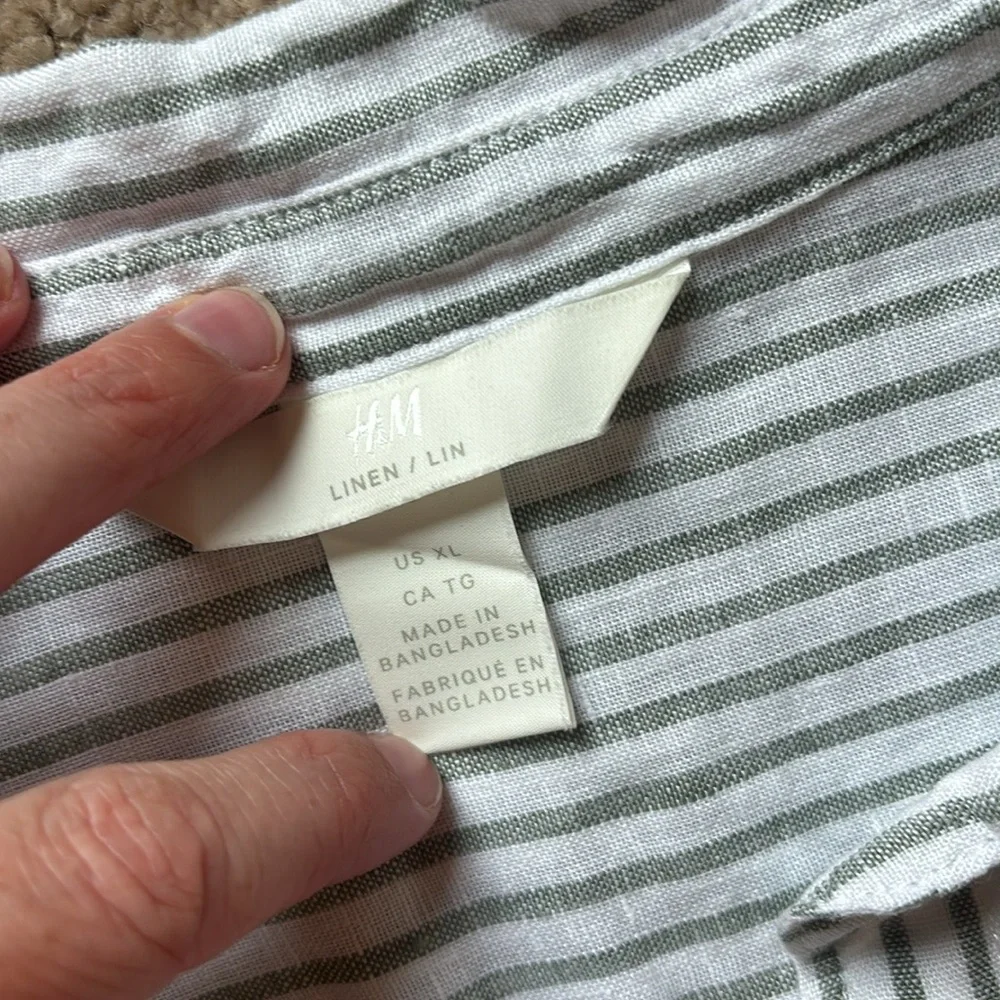 H&M
LINEN / LIN
US XL
CA TG
MADE IN
BANGLADESH
FABRIQUÉ EN
BANGLADESH